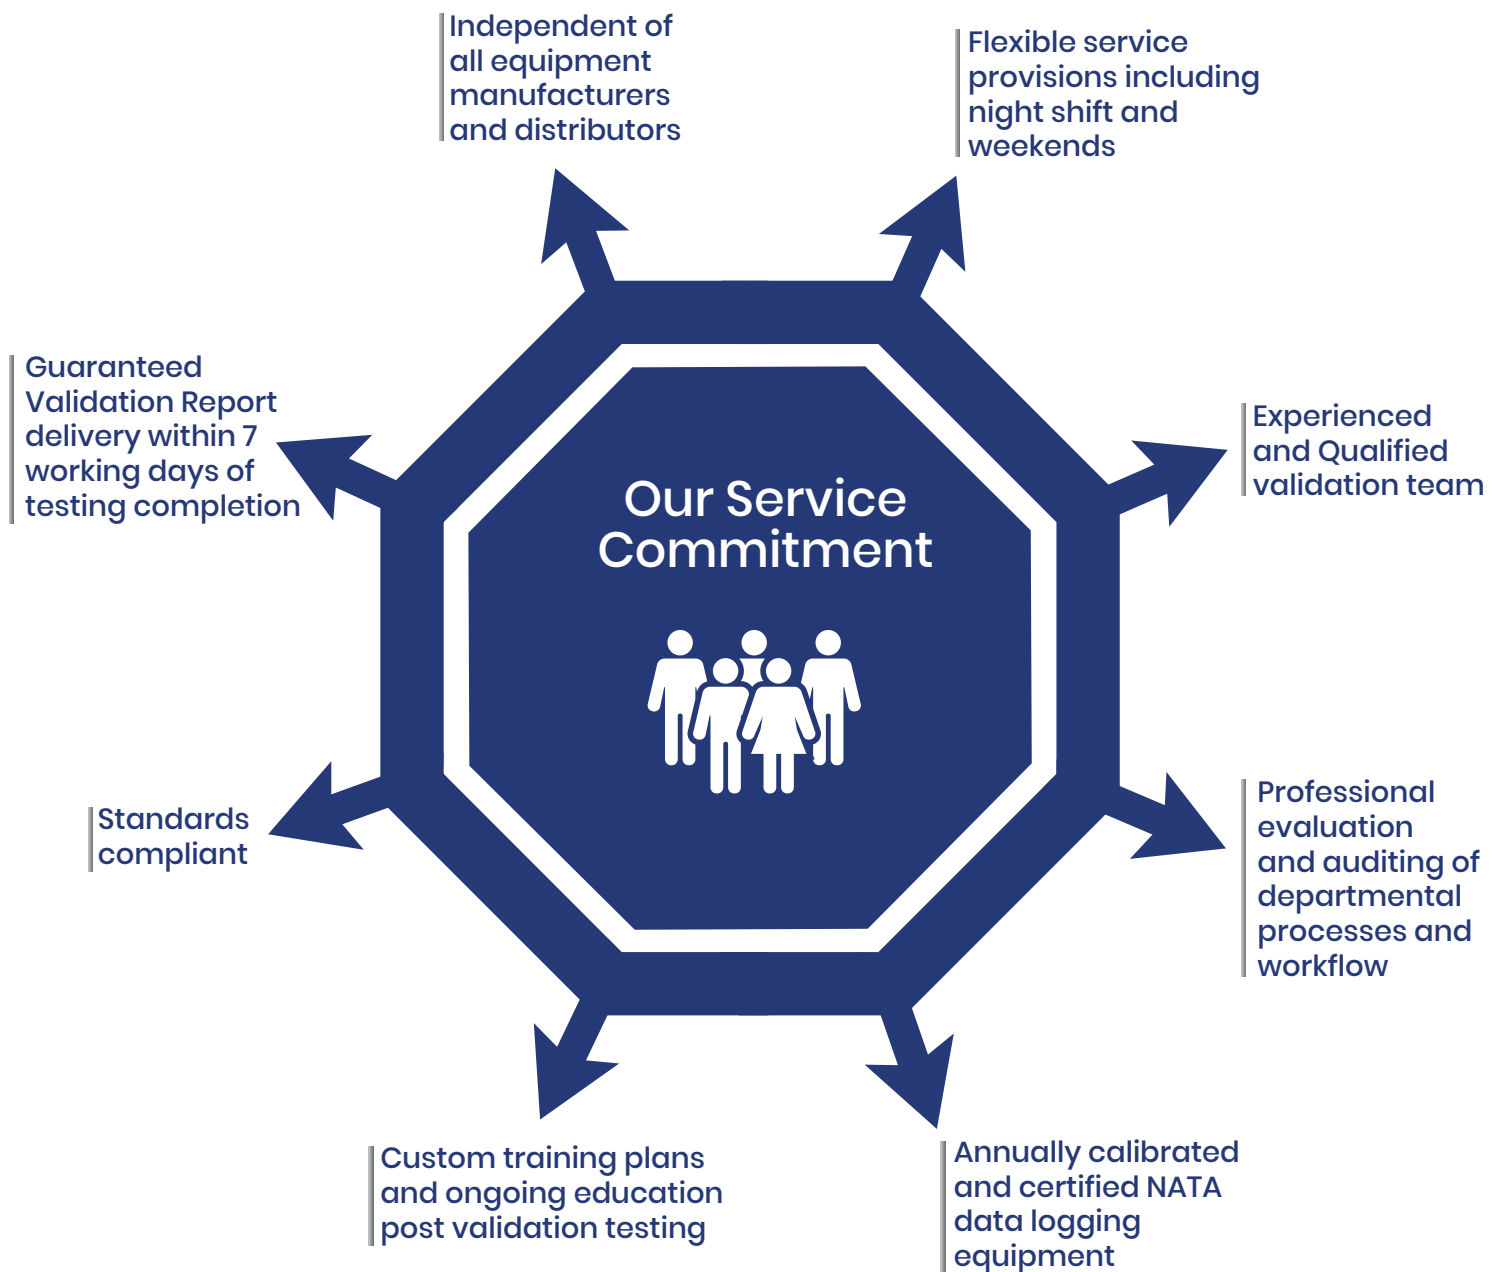 Independent of
all equipment
manufacturers
and distributors
Flexible service
provisions including
night shift and
weekends
Guaranteed
Validation Report
delivery within 7
working days of
testing completion
Experienced
and Qualified
validation team
Our Service
Commitment
Standards
compliant
Professional
evaluation
and auditing of
departmental
processes and
workflow
Custom training plans
and ongoing education
post validation testing
Annually calibrated
and certified NATA
data logging
equipment